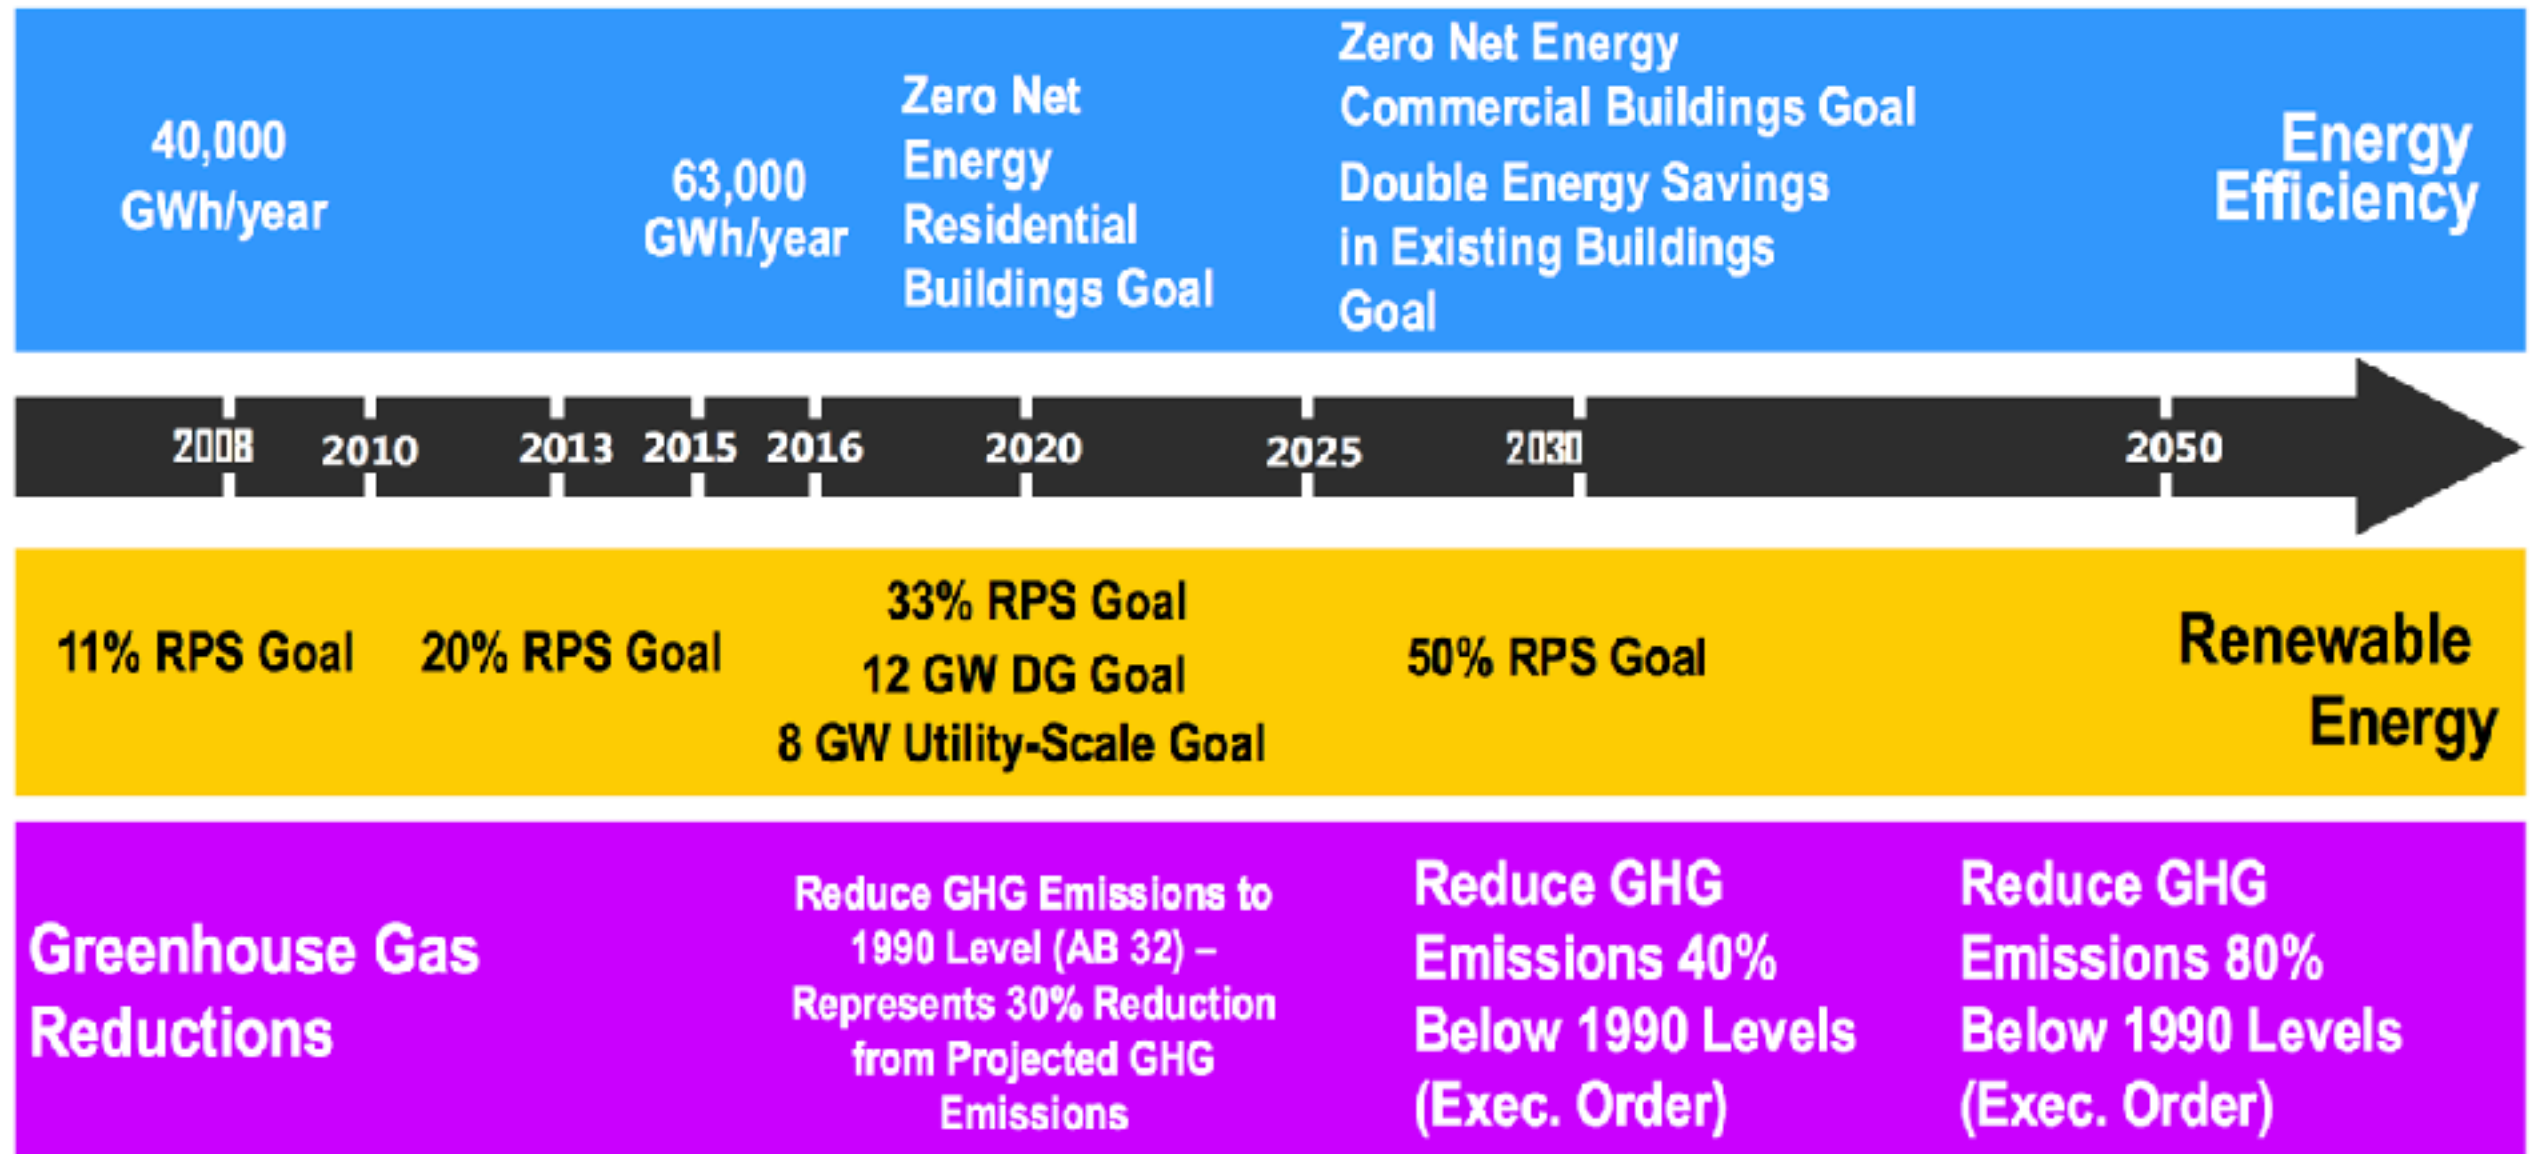 40,000
GWh/year
63,000
GWh/year
Zero Net
Energy
Residential
Buildings Goal
Zero Net Energy
Commercial Buildings Goal
Double Energy Savings
in Existing Buildings
Goal
Energy
Efficiency
2008 2010 2013 2015 2016 2020 2025 2030 2050
11% RPS Goal
20% RPS Goal
33% RPS Goal
12 GW DG Goal
8 GW Utility-Scale Goal
50% RPS Goal
Renewable
Energy
Greenhouse Gas
Reductions
Reduce GHG Emissions to
1990 Level (AB 32) –
Represents 30% Reduction
from Projected GHG
Emissions
Reduce GHG
Emissions 40%
Below 1990 Levels
(Exec. Order)
Reduce GHG
Emissions 80%
Below 1990 Levels
(Exec. Order)